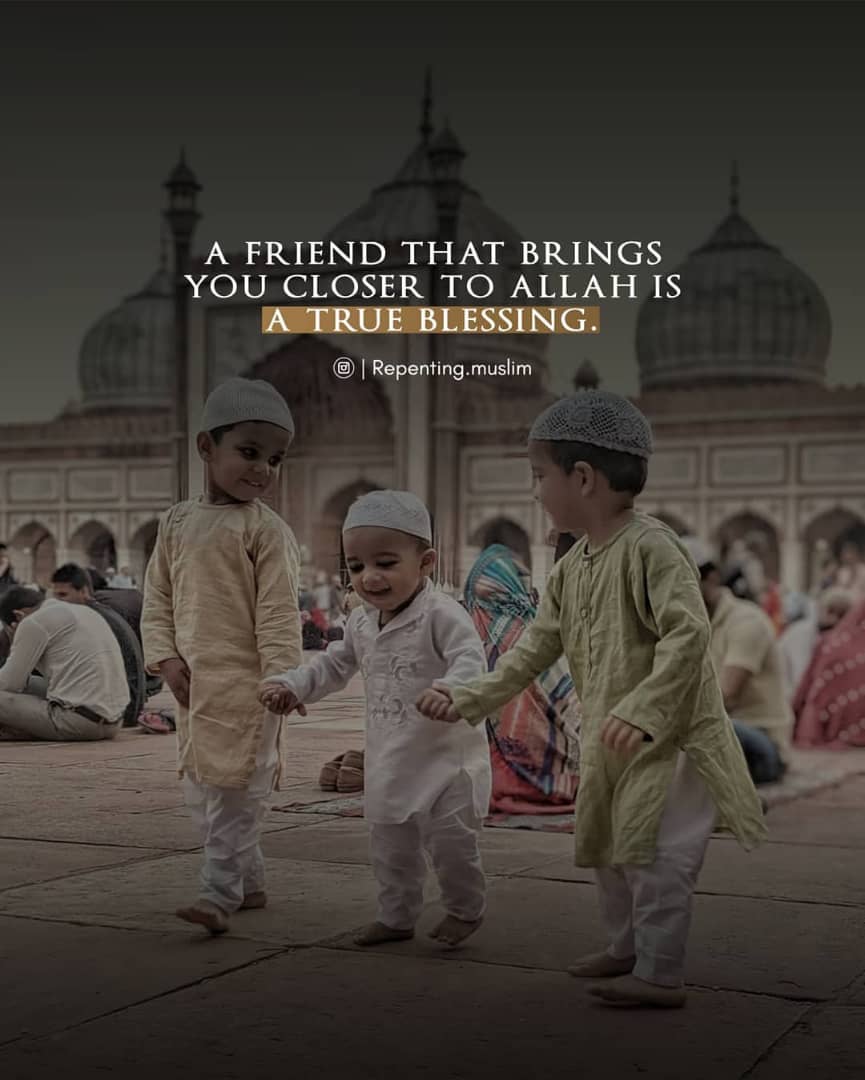 A FRIEND THAT BRINGS
YOU CLOSER TO ALLAH IS
A TRUE BLESSING.
| Repenting.muslim